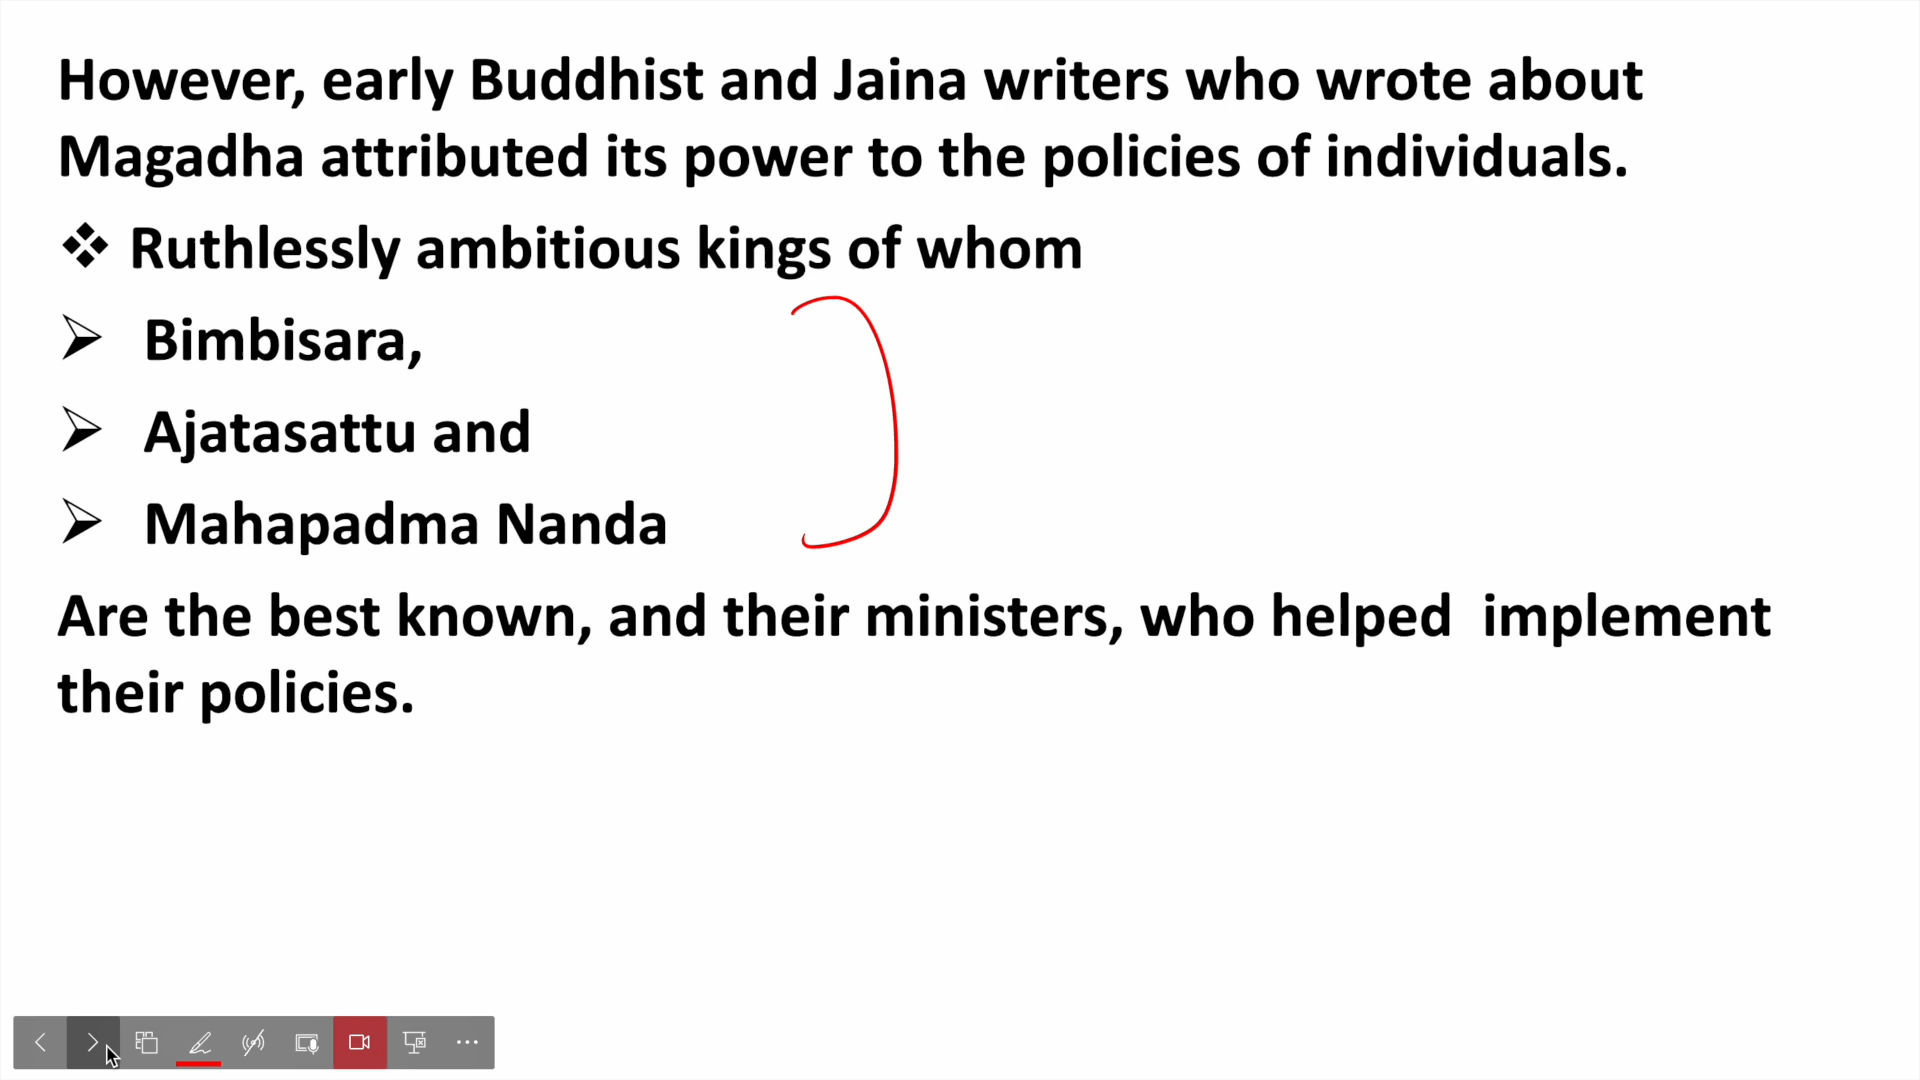 However, early Buddhist and Jaina writers who wrote about
Magadha attributed its power to the policies of individuals.
❖ Ruthlessly ambitious kings of whom
➢ Bimbisara,
➢ Ajatasattu and
➢ Mahapadma Nanda
Are the best known, and their ministers, who helped  implement
their policies.